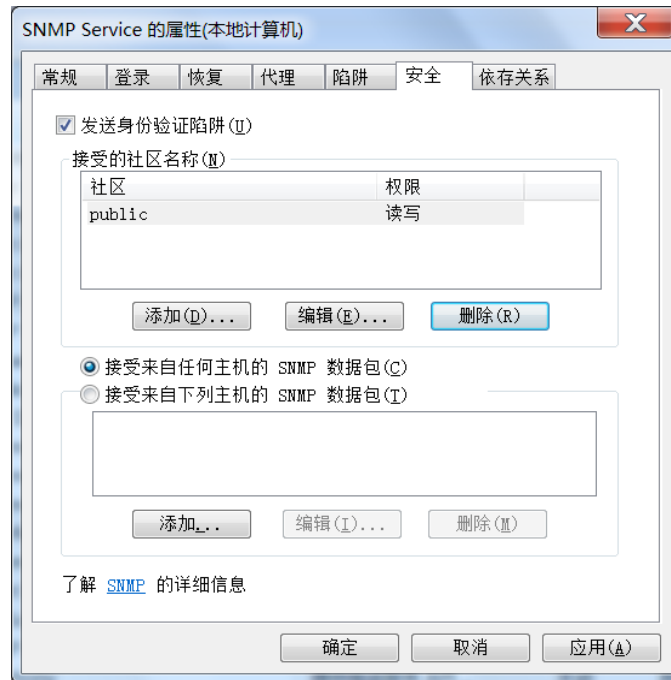 SNMP Service 的属性(本地计算机)
常规 登录 恢复 代理 陷阱 安全 依存关系
发送身份验证陷阱(U)
接受的社区名称(N)
社区 权限
public 读写
添加(D)... 编辑(E)... 删除(R)
接受来自任何主机的 SNMP 数据包(C)
接受来自下列主机的 SNMP 数据包(T)
添加... 编辑(I)... 删除(M)
了解 SNMP 的详细信息
确定 取消 应用(A)